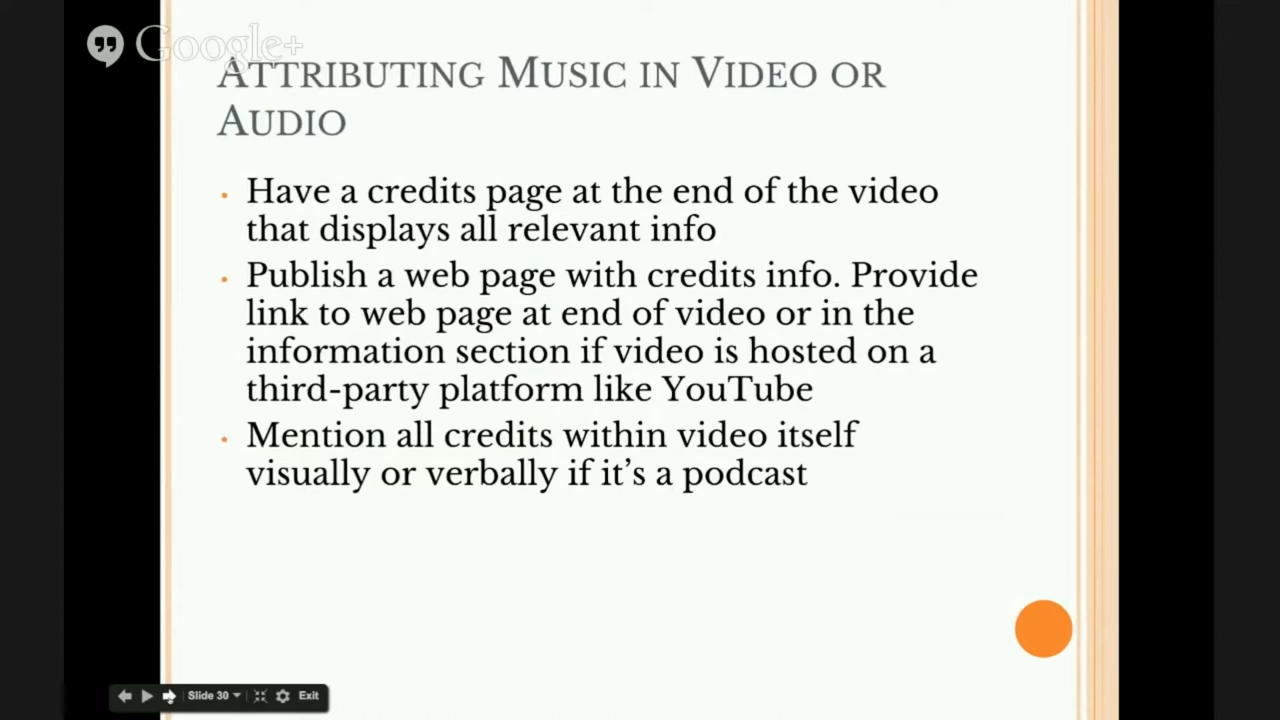 Google+
ATTRIBUTING MUSIC IN VIDEO OR
AUDIO
• Have a credits page at the end of the video
that displays all relevant info
• Publish a web page with credits info. Provide
link to web page at end of video or in the
information section if video is hosted on a
third-party platform like YouTube
• Mention all credits within video itself
visually or verbally if it's a podcast
Slide 30 Exit